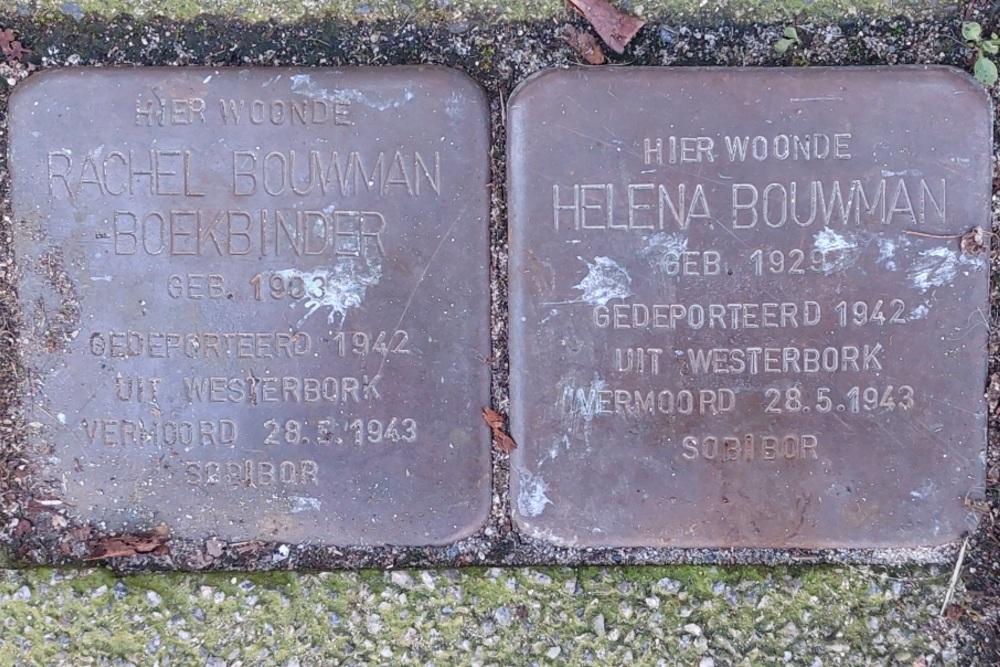 HIER WOONDE
RACHEL BOUWMAN
-BOEKBINDER
GEB. 1903
GEDEPORTEERD 1942
UIT WESTERBORK
VERMOORD 28.5.1943
SOBIBOR
HIER WOONDE
HELENA BOUWMAN
GEB. 1929
GEDEPORTEERD 1942
UIT WESTERBORK
VERMOORD 28.5.1943
SOBIBOR